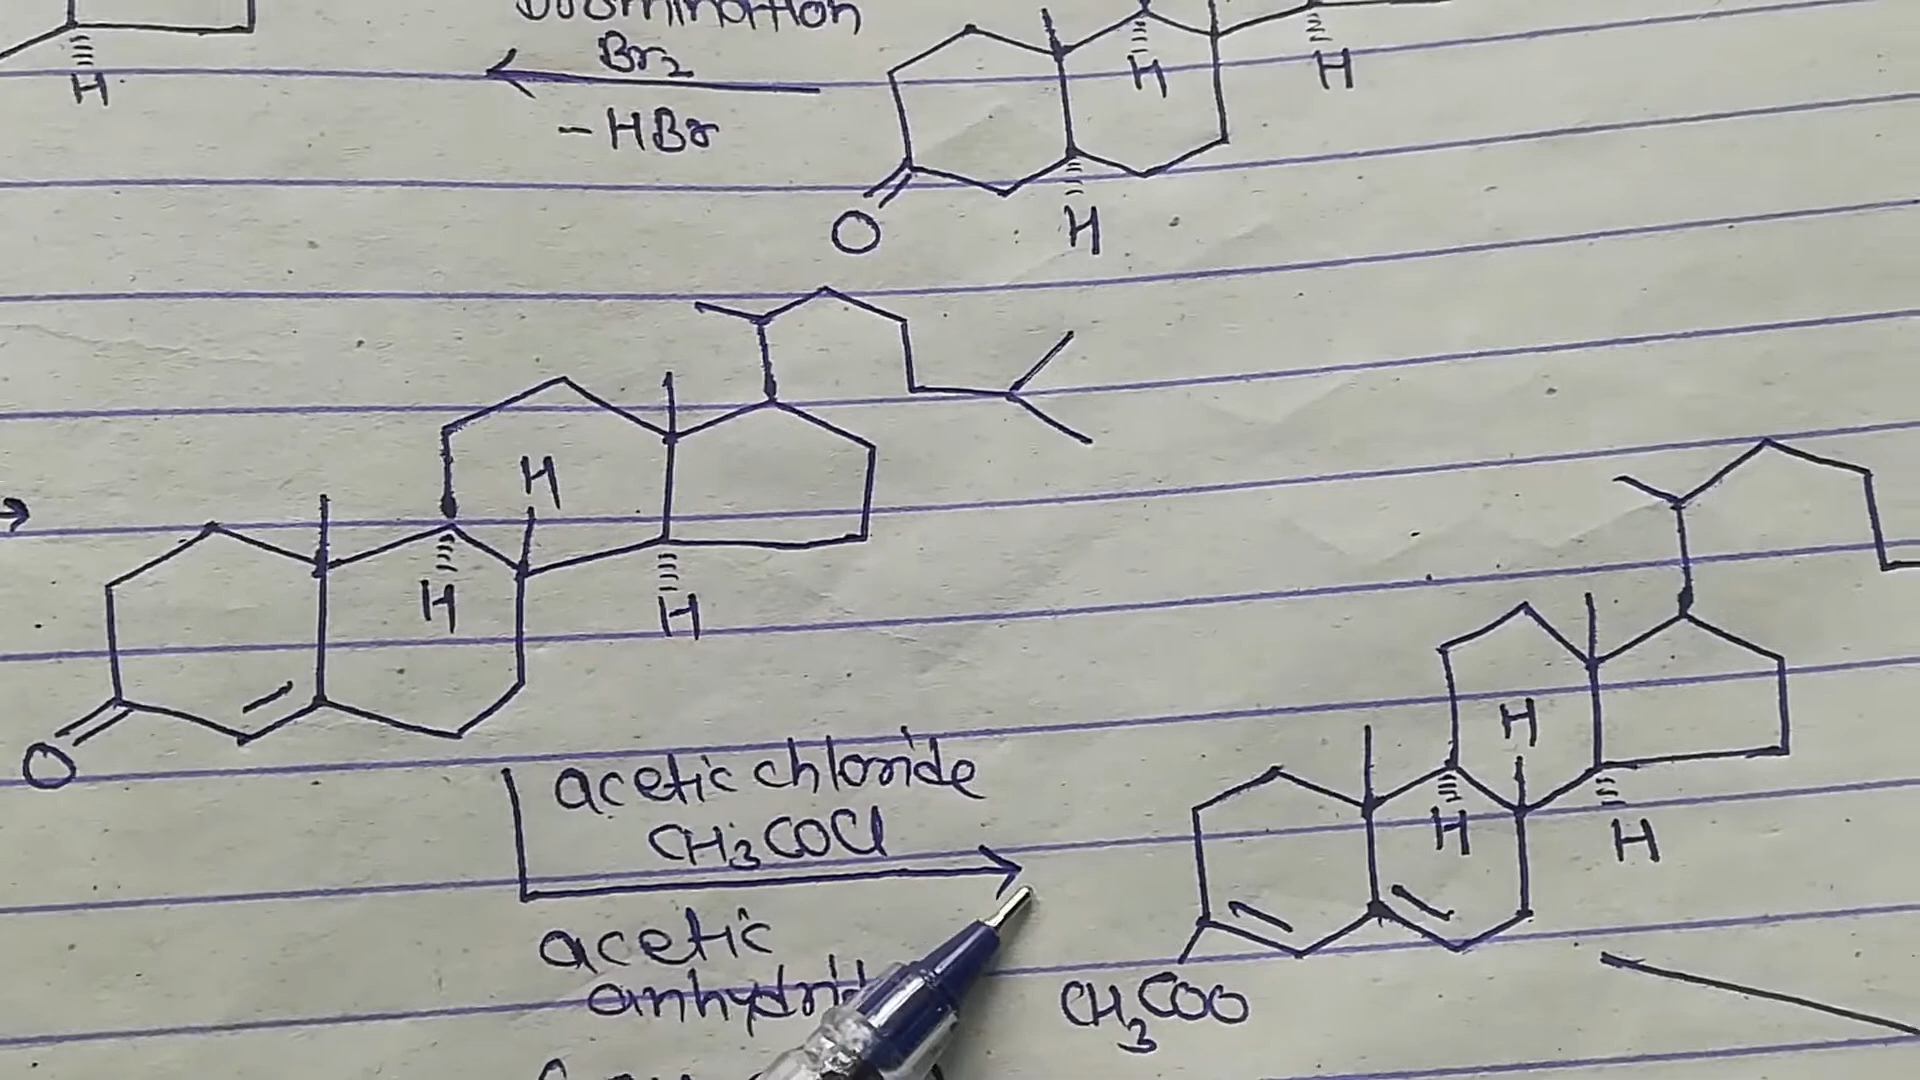 Br2
-HBr
H
H
H
O
H
H
H
H
O
acetic chloride
CH3COCl
acetic
H
H
H
CH3COO